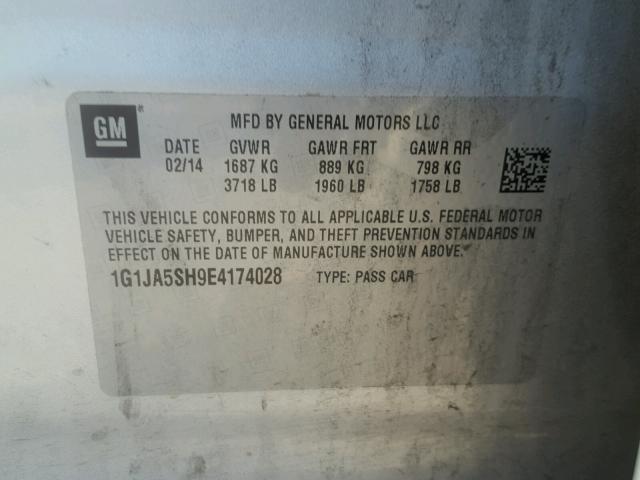 GM®
MFD BY GENERAL MOTORS LLC
DATE GVWR GAWR FRT GAWR RR
02/14 1687 KG 889 KG 798 KG
3718 LB 1960 LB 1758 LB
THIS VEHICLE CONFORMS TO ALL APPLICABLE U.S. FEDERAL MOTOR
VEHICLE SAFETY, BUMPER, AND THEFT PREVENTION STANDARDS IN
EFFECT ON THE DATE OF MANUFACTURE SHOWN ABOVE.
1G1JA5SH9E4174028 TYPE: PASS CAR